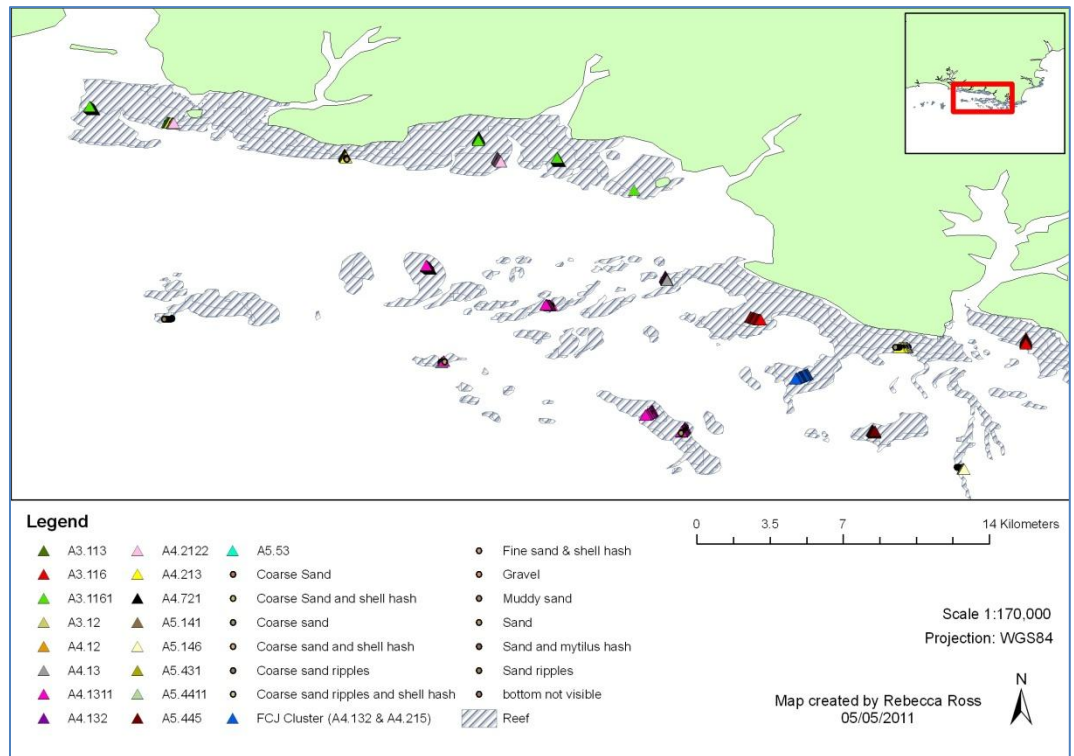 Legend
A3.113
A3.116
A3.1161
A3.12
A4.12
A4.13
A4.1311
A4.132
A4.2122
A4.213
A4.721
A5.141
A5.146
A5.431
A5.4411
A5.445
A5.53
Coarse Sand
Coarse Sand and shell hash
Coarse sand
Coarse sand and shell hash
Coarse sand ripples
Coarse sand ripples and shell hash
FCJ Cluster (A4.132 & A4.215)
Fine sand & shell hash
Gravel
Muddy sand
Sand
Sand and mytilus hash
Sand ripples
bottom not visible
Reef
0 3.5 7 14 Kilometers
Scale 1:170,000
Projection: WGS84
Map created by Rebecca Ross
05/05/2011
N